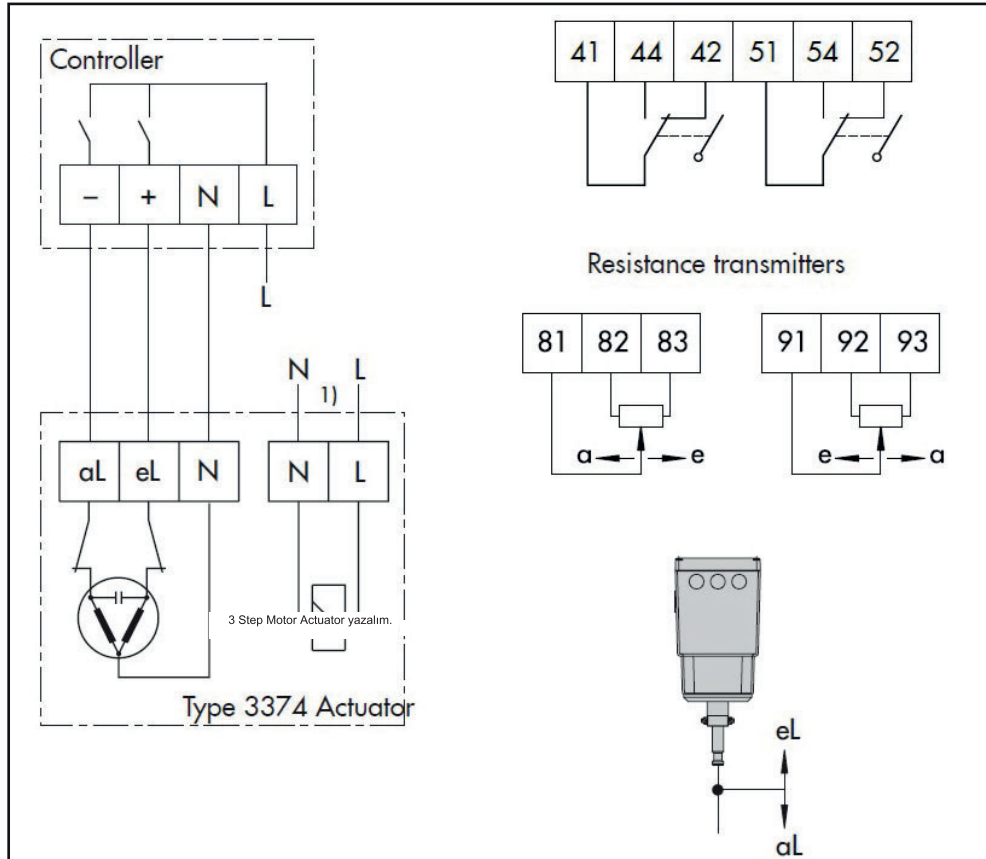 Controller
− + N L
L
N L
1)
aL eL N N L
3 Step Motor Actuator yazalım.
Type 3374 Actuator
41 44 42 51 54 52
Resistance transmitters
81 82 83 91 92 93
a e e a
eL
aL